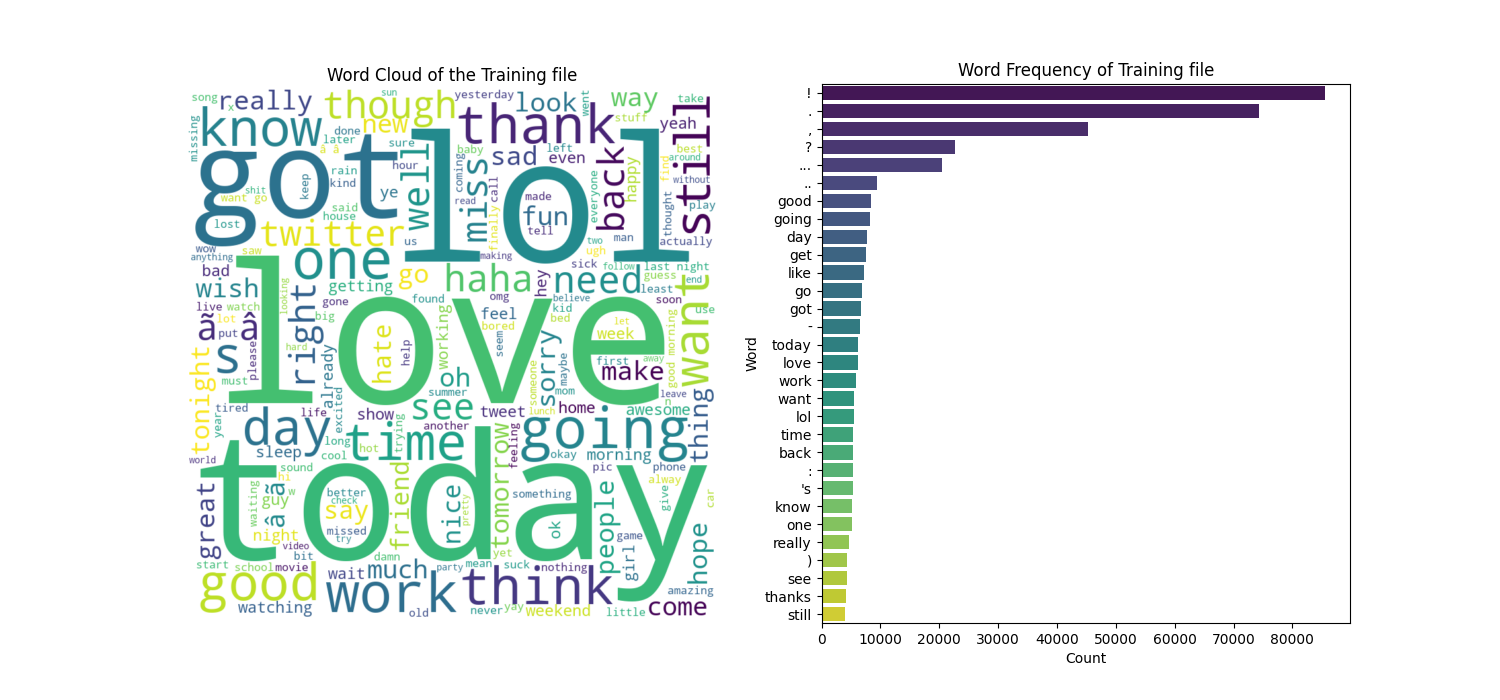 Word Cloud of the Training file
song
x
really
sun
though
yesterday
look
went
way
take
stuff
missing
know
done
later
new
sure
thank
yeah
still
â â
baby
left
best
got
lol
well
miss
sad
even
back
happy
find
around
without
rain
kind
hour
coming
call
shit
want go
keep
ye
read
made
fun
tell
everyone
thought
play
said
house
lost
twitter
us
finally
two
man
actually
wow
anything
saw
one
making
ugh
bad
go
haha
hey
sick
follow
last night
need
guess
end
wish
looking
getting
least
want
live
watch
gone
found
omg
believe
soon
use
lot
right
big
feel
kid
ã â
put
love
bored
bed
let
week
good morning
s
please
hard
hate
help
working
seem
sorry
maybe
first
away
make
tonight
must
already
oh
mom
someone
summer
leave
n
tired
excited
life
show
see
tweet
lunch
home
awesome
thing
year
day
another
going
sleep
long
cool
time
hot
trying
tomorrow
feeling
okay
morning
world
sound
hi
today
pic
phone
alway
great
waiting
guy
w
â ã
better
check
say
friend
nice
pretty
something
ok
people
give
car
night
missed
try
game
girl
hope
video
bit
damn
yet
start
school
movie
wait
much
party
mean
suck
nothing
amazing
good
work
think
come
watching
old
never
yay
weekend
little
Word Frequency of Training file
Word
!
.
,
?
...
..
good
going
day
get
like
go
got
-
today
love
work
want
lol
time
back
:
's
know
one
really
)
see
thanks
still
0 10000 20000 30000 40000 50000 60000 70000 80000
Count